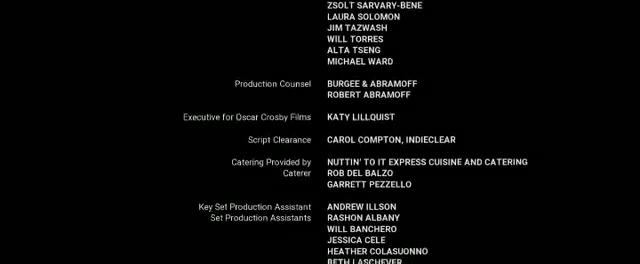 ZSOLT SARVARY-BENE
LAURA SOLOMON
JIM TAZWASH
WILL TORRES
ALTA TSENG
MICHAEL WARD
Production Counsel BURGEE & ABRAMOFF
ROBERT ABRAMOFF
Executive for Oscar Crosby Films KATY LILLQUIST
Script Clearance CAROL COMPTON, INDIECLEAR
Catering Provided by NUTTIN' TO IT EXPRESS CUISINE AND CATERING
Caterer ROB DEL BALZO
GARRETT PEZZELLO
Key Set Production Assistant ANDREW ILLSON
Set Production Assistants RASHON ALBANY
WILL BANCHERO
JESSICA CELE
HEATHER COLASUONNO
BETH LASCHEVER